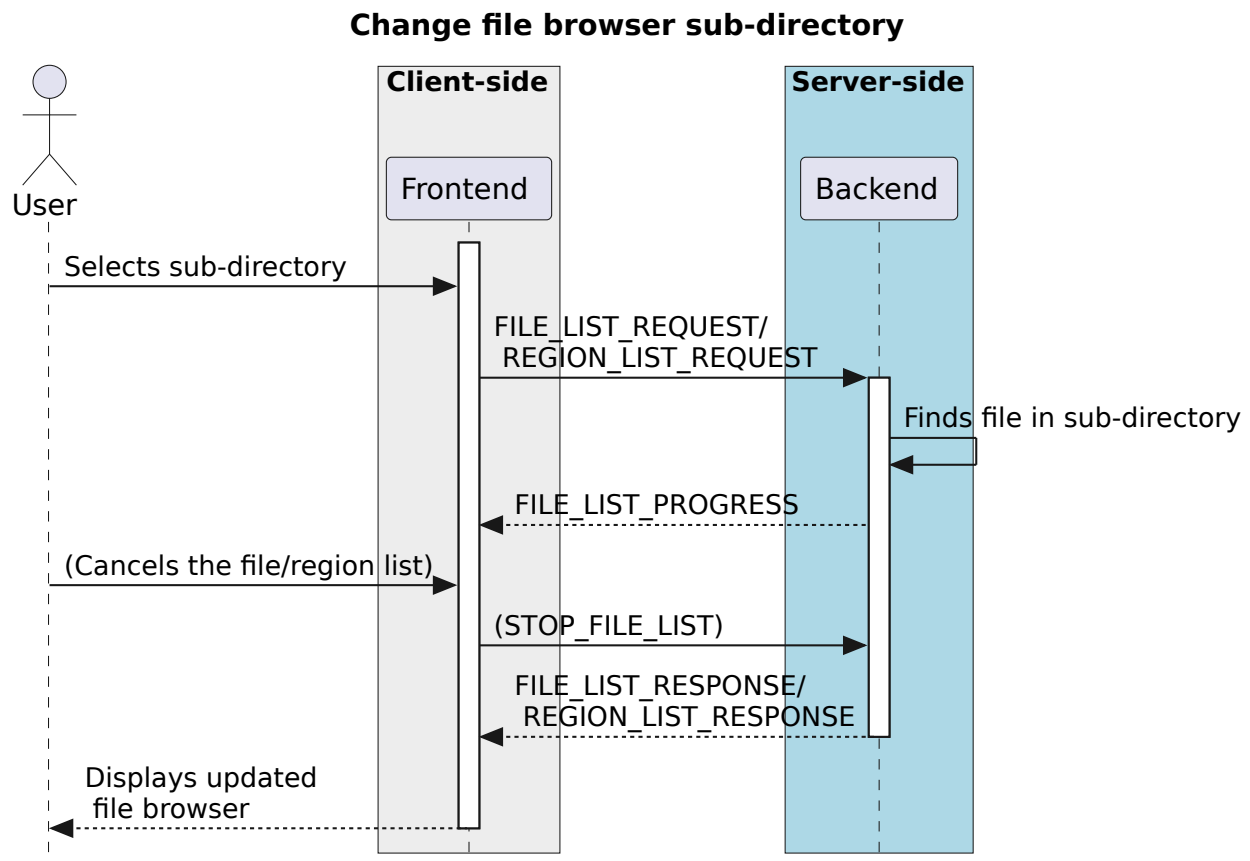 Change file browser sub-directory
Client-side
Server-side
User
Frontend
Backend
Selects sub-directory
FILE_LIST_REQUEST/
REGION_LIST_REQUEST
Finds file in sub-directory
FILE_LIST_PROGRESS
(Cancels the file/region list)
(STOP_FILE_LIST)
FILE_LIST_RESPONSE/
REGION_LIST_RESPONSE
Displays updated
file browser